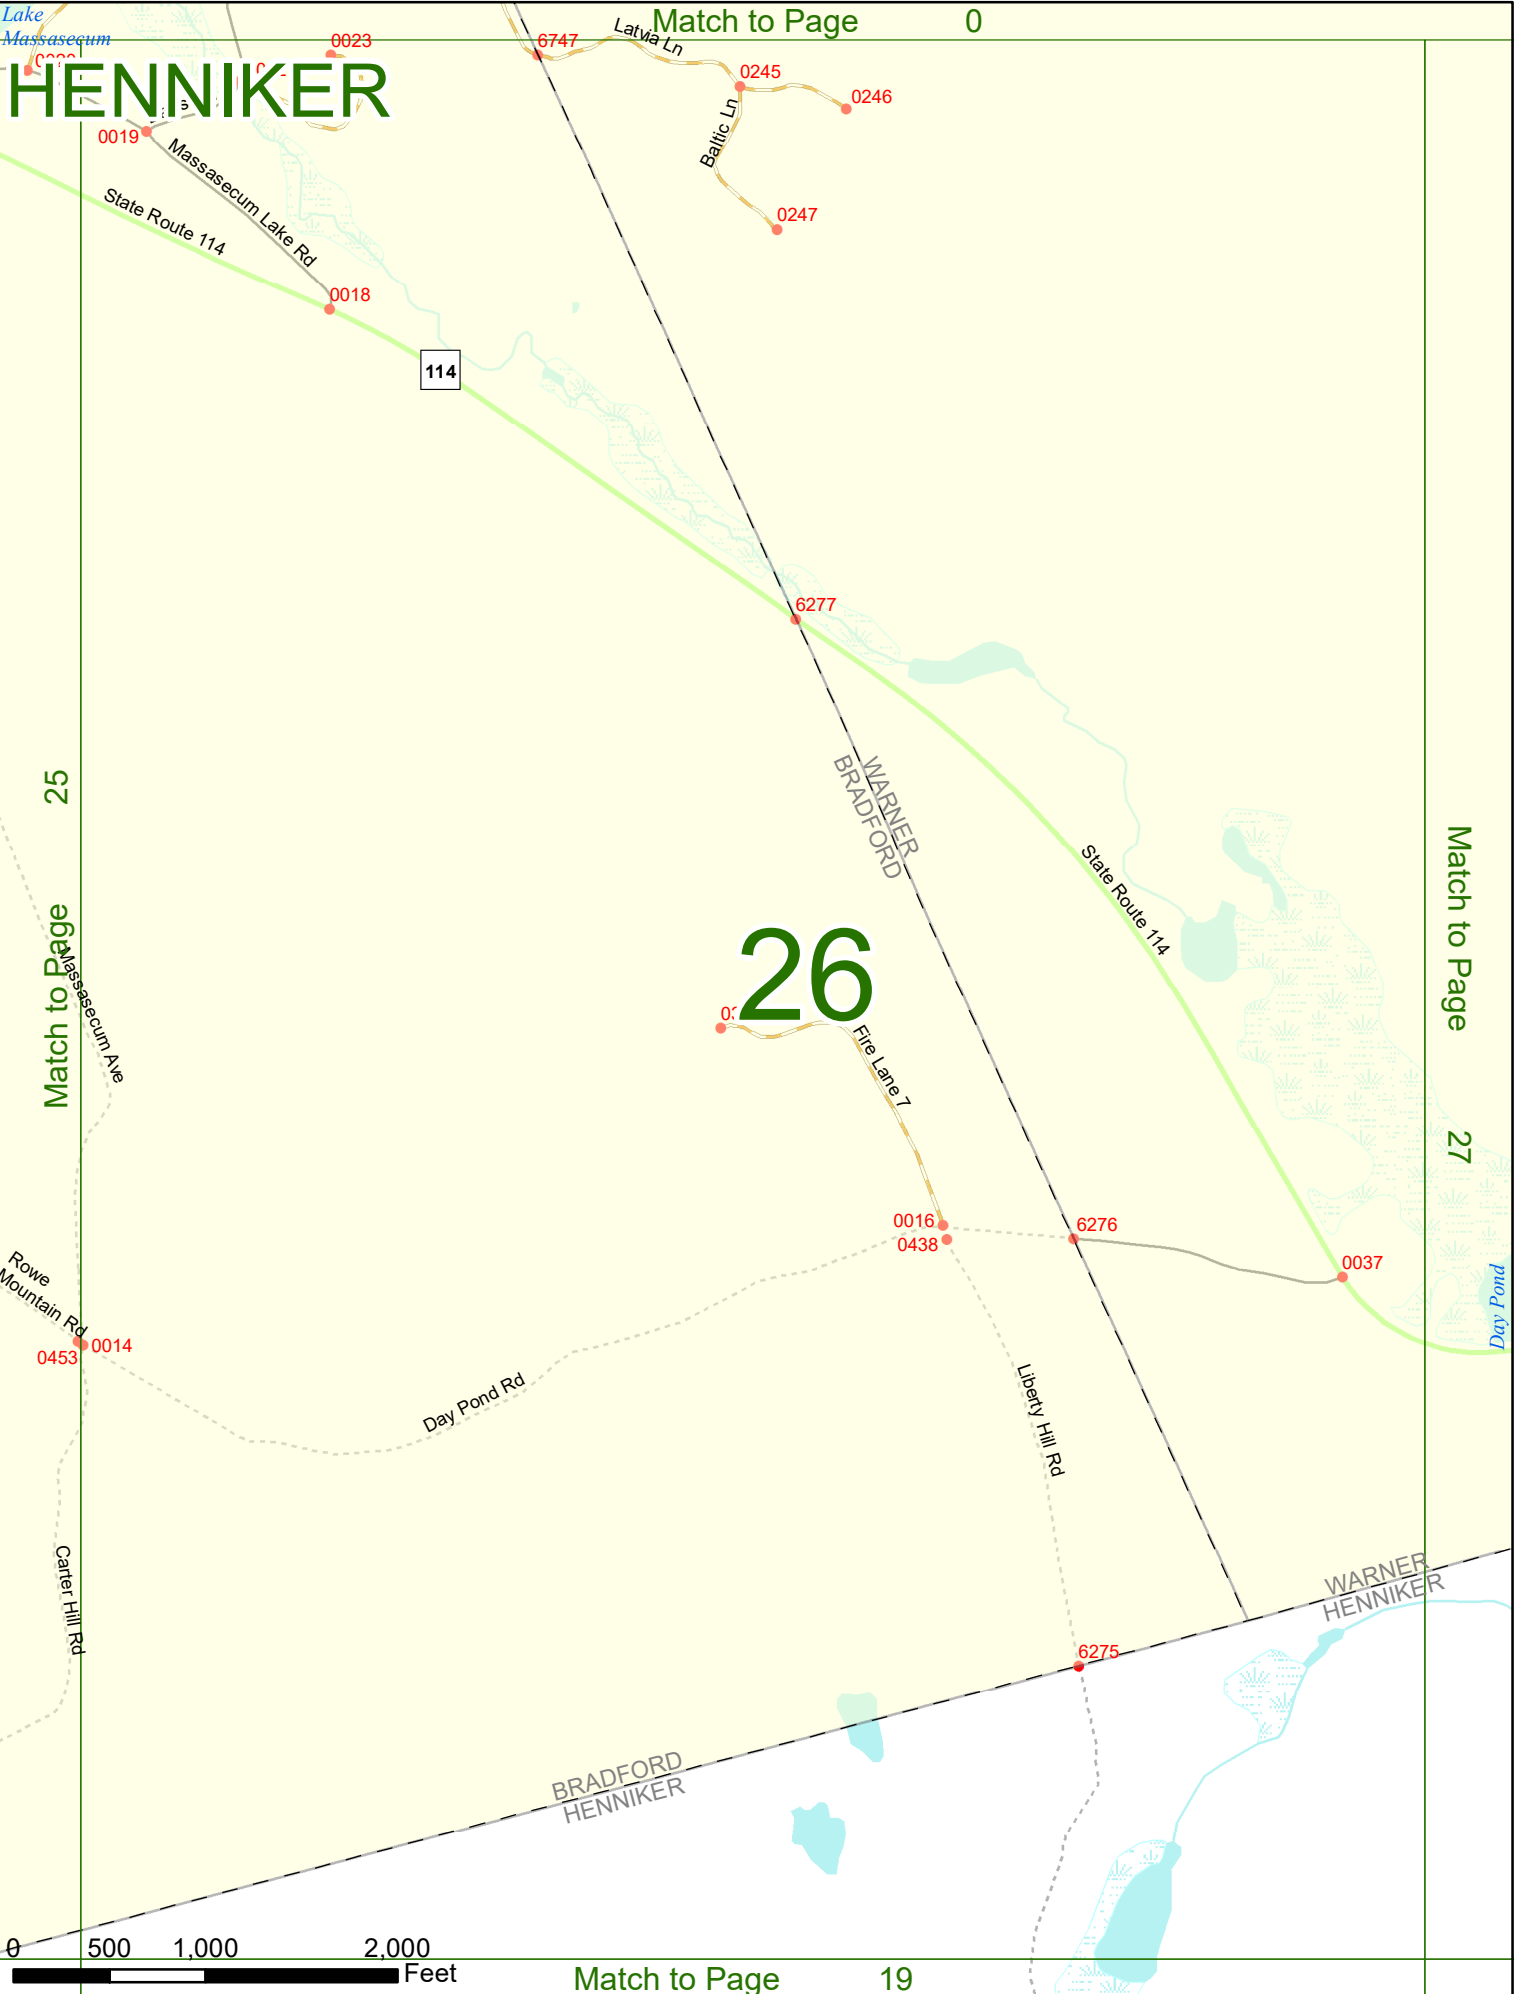 Lake
Massasecum
Match to Page 0
HENNIKER
0023
6747
Latvia Ln
0245
0246
Baltic Ln
0019
Massasecum Lake Rd
State Route 114
0247
0018
114
6277
WARNER
BRADFORD
Match to Page 25
State Route 114
Match to Page 27
Massasecum Ave
26
Fire Lane 7
0016
0438
6276
0037
Day Pond
Rowe
Mountain Rd
0453
0014
Day Pond Rd
Liberty Hill Rd
Carter Hill Rd
WARNER
HENNIKER
6275
BRADFORD
HENNIKER
0 500 1,000 2,000
Feet
Match to Page 19